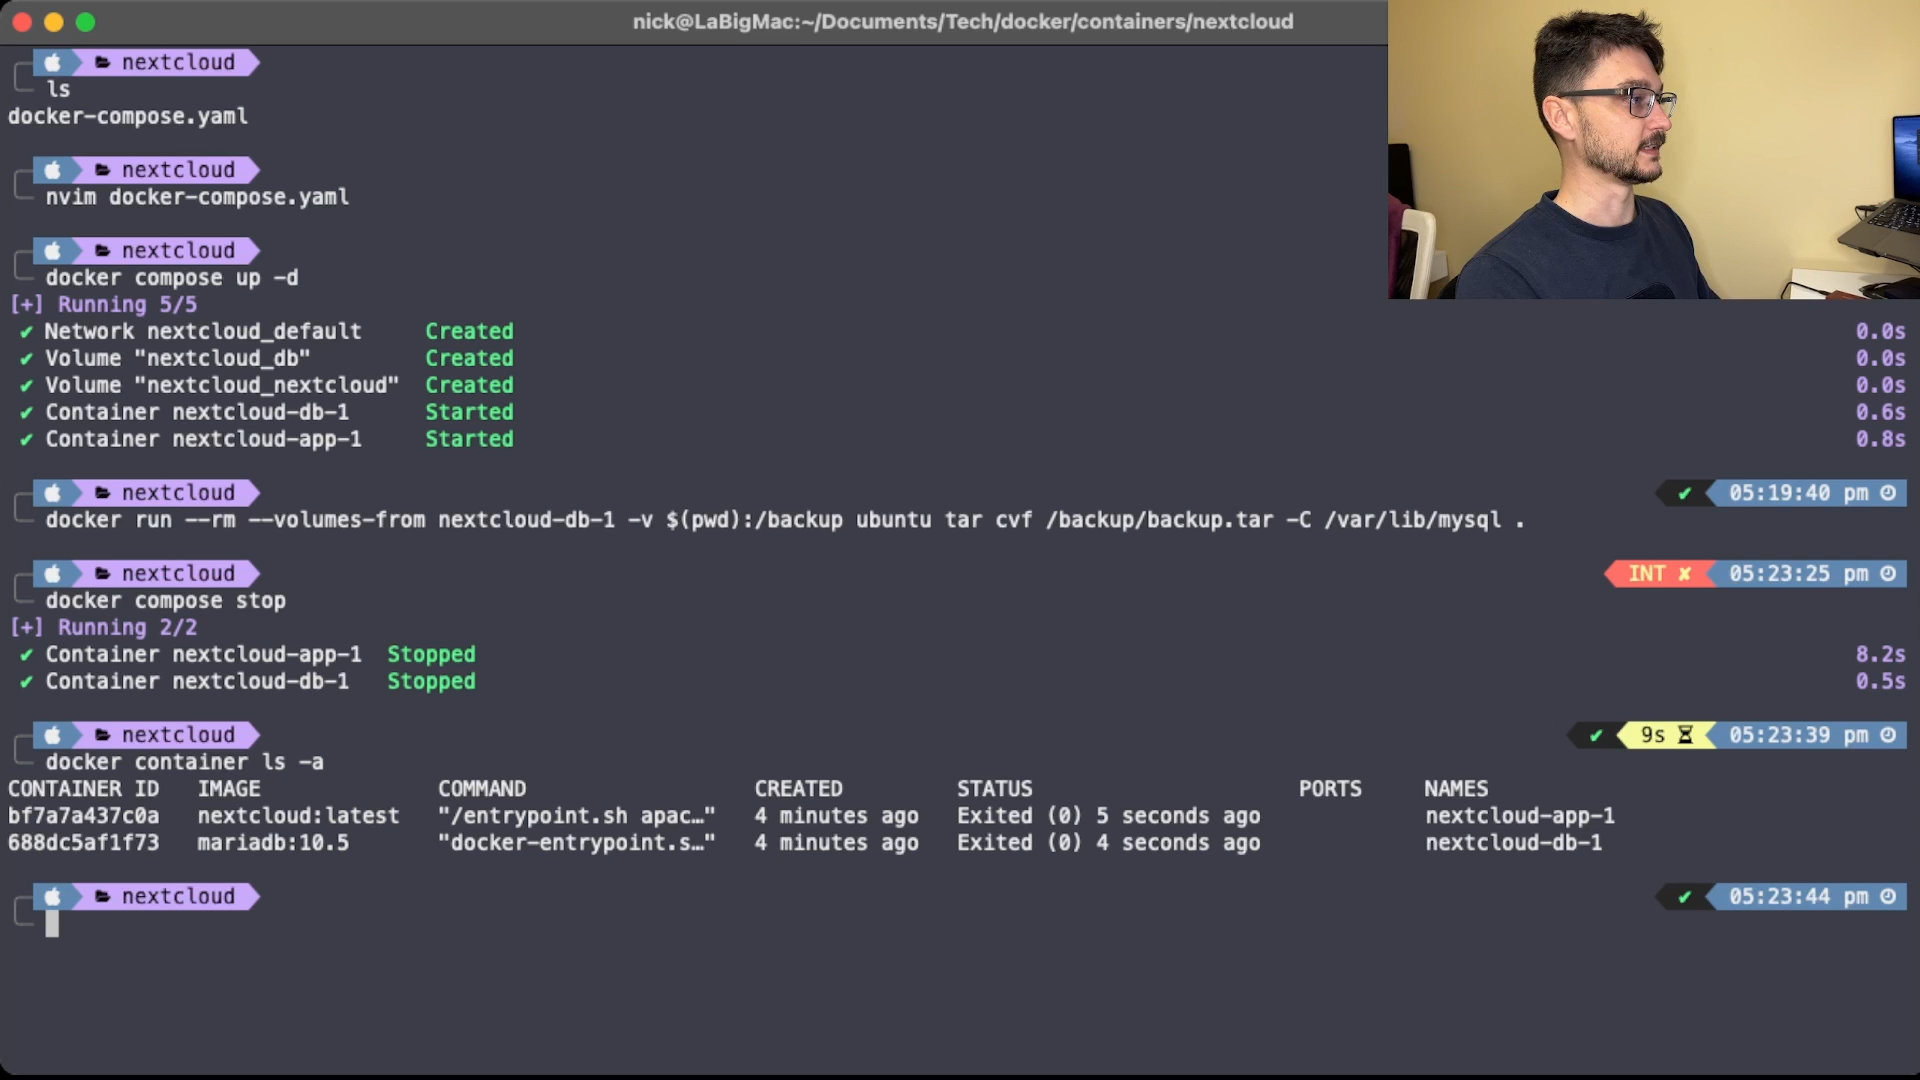 nick@LaBigMac:~/Documents/Tech/docker/containers/nextcloud
nextcloud
ls
docker-compose.yaml
nextcloud
nvim docker-compose.yaml
nextcloud
docker compose up -d
[+] Running 5/5
✔ Network nextcloud_default Created 0.0s
✔ Volume "nextcloud_db" Created 0.0s
✔ Volume "nextcloud_nextcloud" Created 0.0s
✔ Container nextcloud-db-1 Started 0.6s
✔ Container nextcloud-app-1 Started 0.8s
nextcloud ✔ 05:19:40 pm
docker run --rm --volumes-from nextcloud-db-1 -v $(pwd):/backup ubuntu tar cvf /backup/backup.tar -C /var/lib/mysql .
nextcloud INT ✘ 05:23:25 pm
docker compose stop
[+] Running 2/2
✔ Container nextcloud-app-1 Stopped 8.2s
✔ Container nextcloud-db-1 Stopped 0.5s
nextcloud ✔ 9s 05:23:39 pm
docker container ls -a
CONTAINER ID IMAGE COMMAND CREATED STATUS PORTS NAMES
bf7a7a437c0a nextcloud:latest "/entrypoint.sh apac…" 4 minutes ago Exited (0) 5 seconds ago nextcloud-app-1
688dc5af1f73 mariadb:10.5 "docker-entrypoint.s…" 4 minutes ago Exited (0) 4 seconds ago nextcloud-db-1
nextcloud ✔ 05:23:44 pm